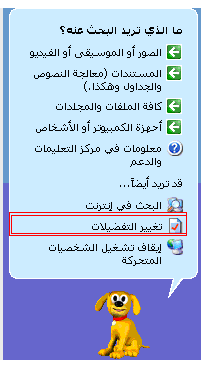 ما الذي تريد البحث عنه؟
الصور أو الموسيقى أو الفيديو
المستندات (معالجة النصوص
والجداول وهكذا.)
كافة الملفات والمجلدات
أجهزة الكمبيوتر أو الأشخاص
معلومات في مركز التعليمات
والدعم
قد تريد أيضاً...
البحث في إنترنت
تغيير التفضيلات
إيقاف تشغيل الشخصيات
المتحركة